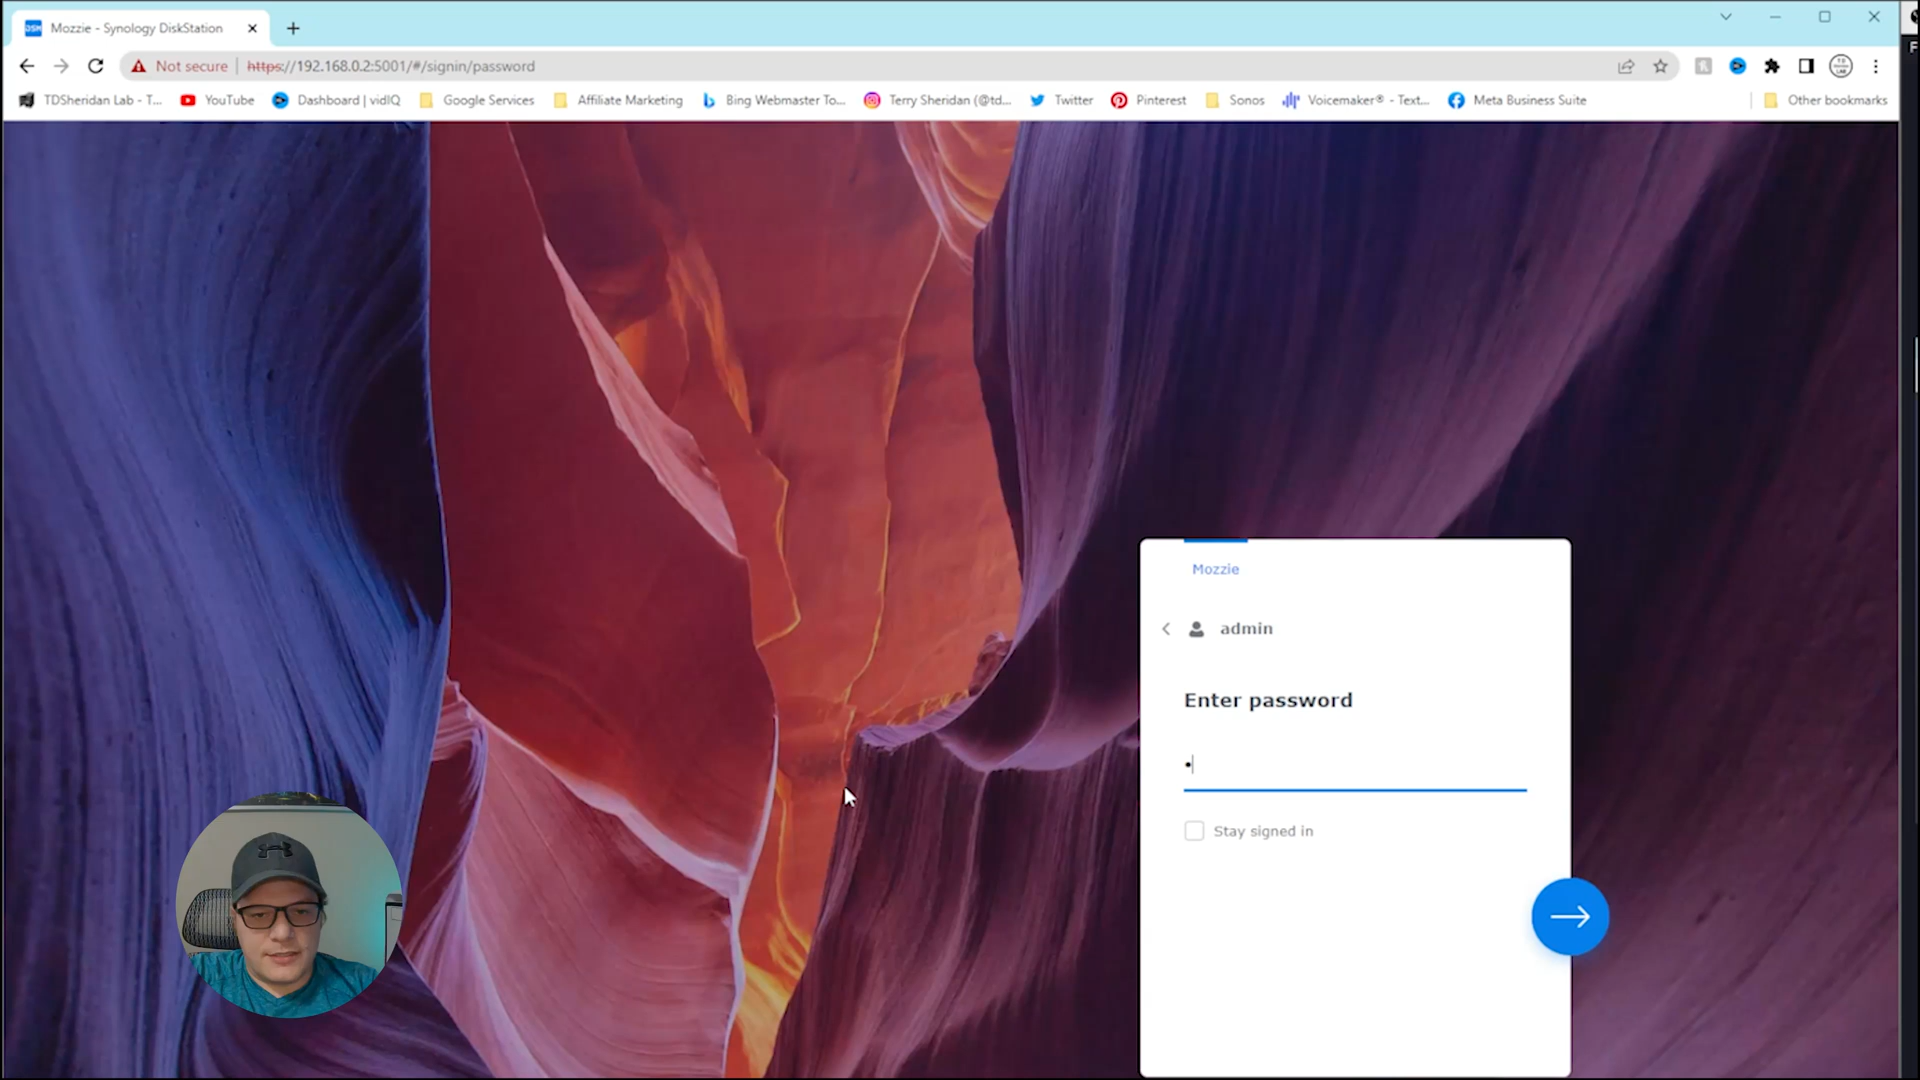 DSM Mozzie - Synology DiskStation
Not secure https://192.168.0.2:5001/#/signin/password
TDSheridan Lab - T... YouTube Dashboard | vidIQ Google Services Affiliate Marketing Bing Webmaster To... Terry Sheridan (@td... Twitter Pinterest Sonos Voicemaker® - Text... Meta Business Suite Other bookmarks
Mozzie
admin
Enter password
Stay signed in